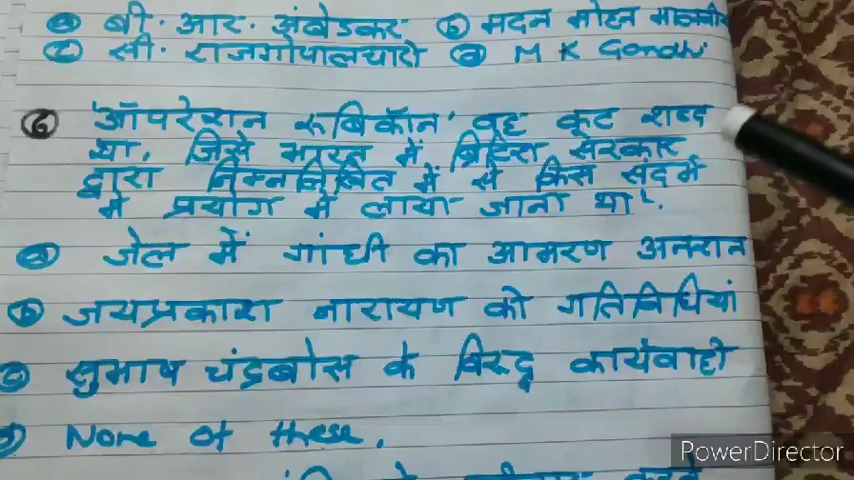 (a) बी. आर. अंबेडकर (b) मदन मोहन मालवीय
(c) सी. राजगोपालचारी (d) M K Gandhi
(6) 'ऑपरेशन रूबिकॉन' वह कूट शब्द
था, जिसे भारत में ब्रिटिश सरकार
द्वारा निम्नलिखित में से किस संदर्भ
में प्रयोग में लाया जाना था।
(a) जेल में गांधी का आमरण अनशन
(b) जयप्रकाश नारायण की गतिविधियां
(c) सुभाष चंद्रबोस के विरुद्ध कार्यवाही
(d) None of these.
PowerDirector